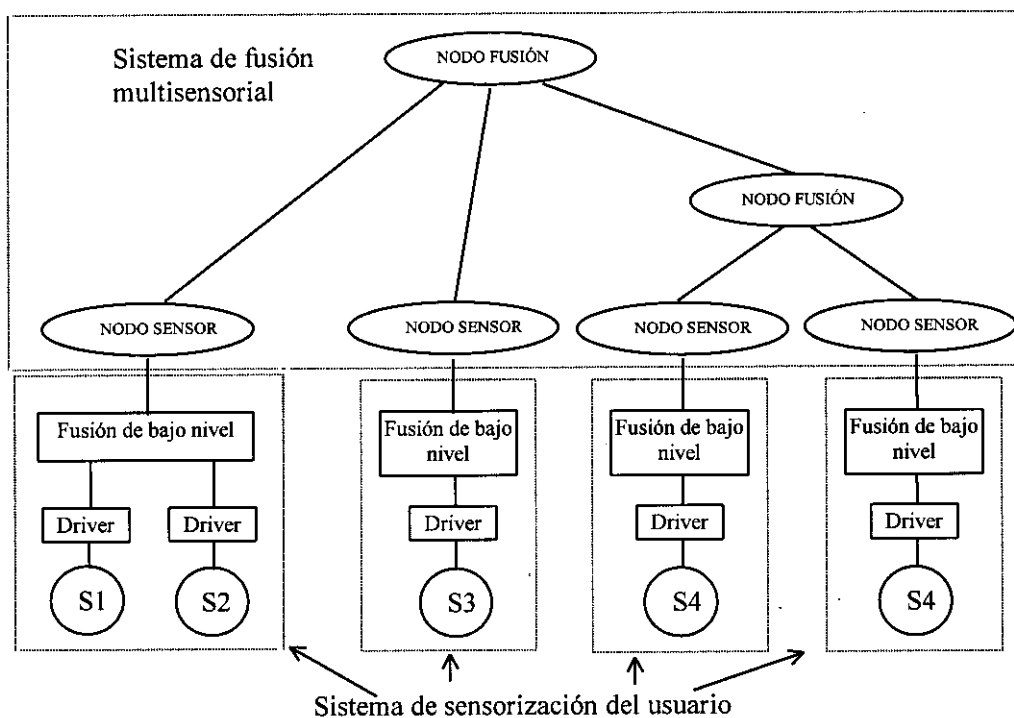 Sistema de fusión
multisensorial
NODO FUSIÓN
NODO FUSIÓN
NODO SENSOR
NODO SENSOR
NODO SENSOR
NODO SENSOR
Fusión de bajo nivel
Fusión de bajo
nivel
Fusión de bajo
nivel
Fusión de bajo
nivel
Driver
Driver
Driver
Driver
Driver
S1
S2
S3
S4
S4
Sistema de sensorización del usuario